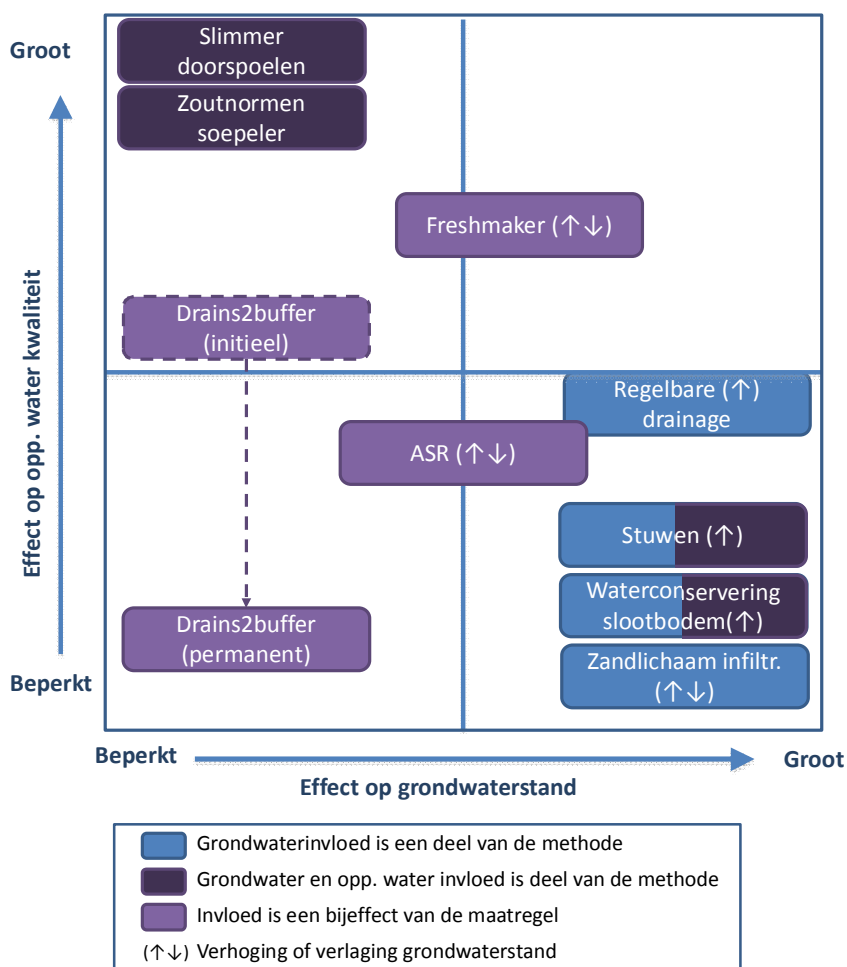 Groot
Slimmer
doorspoelen
Zoutnormen
soepeler
Freshmaker (↑↓)
Effect op opp. water kwaliteit
Drains2buffer
(initieel)
Regelbare (↑)
drainage
ASR (↑↓)
Stuwen (↑)
Waterconservering
slootbodem(↑)
Drains2buffer
(permanent)
Zandlichaam infiltr.
(↑↓)
Beperkt
Beperkt
Groot
Effect op grondwaterstand
Grondwaterinvloed is een deel van de methode
Grondwater en opp. water invloed is deel van de methode
Invloed is een bijeffect van de maatregel
(↑↓) Verhoging of verlaging grondwaterstand